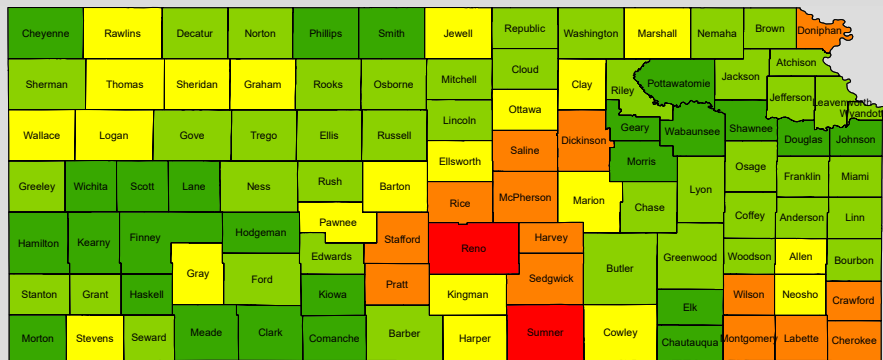 Cheyenne
Rawlins
Decatur
Norton
Phillips
Smith
Jewell
Republic
Washington
Marshall
Nemaha
Brown
Doniphan
Sherman
Thomas
Sheridan
Graham
Rooks
Osborne
Mitchell
Cloud
Clay
Riley
Pottawatomie
Jackson
Atchison
Jefferson
Leavenworth
Wyandott
Wallace
Logan
Gove
Trego
Ellis
Russell
Lincoln
Ottawa
Saline
Dickinson
Geary
Wabaunsee
Shawnee
Douglas
Johnson
Greeley
Wichita
Scott
Lane
Ness
Rush
Barton
Ellsworth
Rice
McPherson
Marion
Morris
Chase
Lyon
Osage
Franklin
Miami
Hamilton
Kearny
Finney
Hodgeman
Pawnee
Stafford
Reno
Harvey
Butler
Greenwood
Coffey
Anderson
Linn
Gray
Ford
Edwards
Pratt
Sedgwick
Woodson
Allen
Bourbon
Stanton
Grant
Haskell
Kiowa
Kingman
Elk
Wilson
Neosho
Crawford
Morton
Stevens
Seward
Meade
Clark
Comanche
Barber
Harper
Sumner
Cowley
Chautauqua
Montgomery
Labette
Cherokee